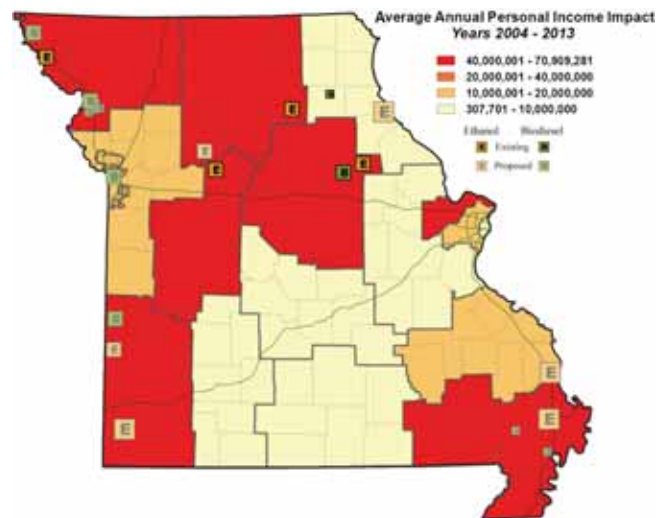 Average Annual Personal Income Impact
Years 2004 - 2013
40,000,001 - 70,909,281
20,000,001 - 40,000,000
10,000,001 - 20,000,000
307,701 - 10,000,000
Ethanol Biodiesel
Existing
Proposed
E
E
E
E
E
E
E
E